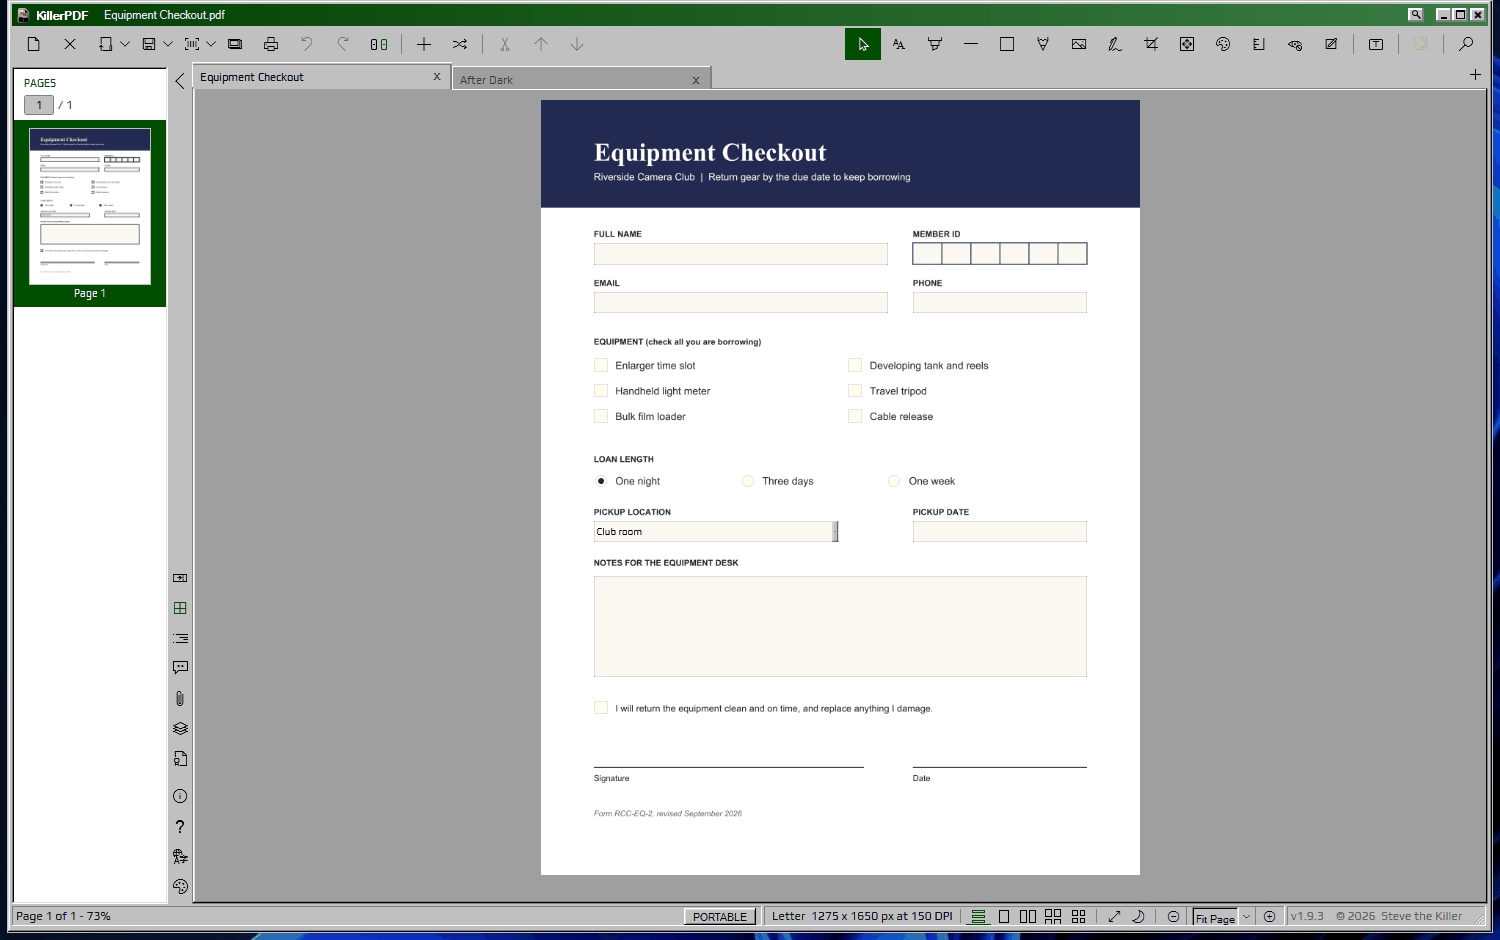 KillerPDF Equipment Checkout.pdf
PAGES
1 / 1
Page 1
Equipment Checkout x
After Dark x
Equipment Checkout
Riverside Camera Club | Return gear by the due date to keep borrowing
FULL NAME
MEMBER ID
EMAIL
PHONE
EQUIPMENT (check all you are borrowing)
Enlarger time slot
Developing tank and reels
Handheld light meter
Travel tripod
Bulk film loader
Cable release
LOAN LENGTH
One night
Three days
One week
PICKUP LOCATION
PICKUP DATE
Club room
NOTES FOR THE EQUIPMENT DESK
I will return the equipment clean and on time, and replace anything I damage.
Signature
Date
Form RCC-EQ-2, revised September 2026
Page 1 of 1 - 73%
PORTABLE
Letter 1275 x 1650 px at 150 DPI
Fit Page
v1.9.3 © 2026 Steve the Killer